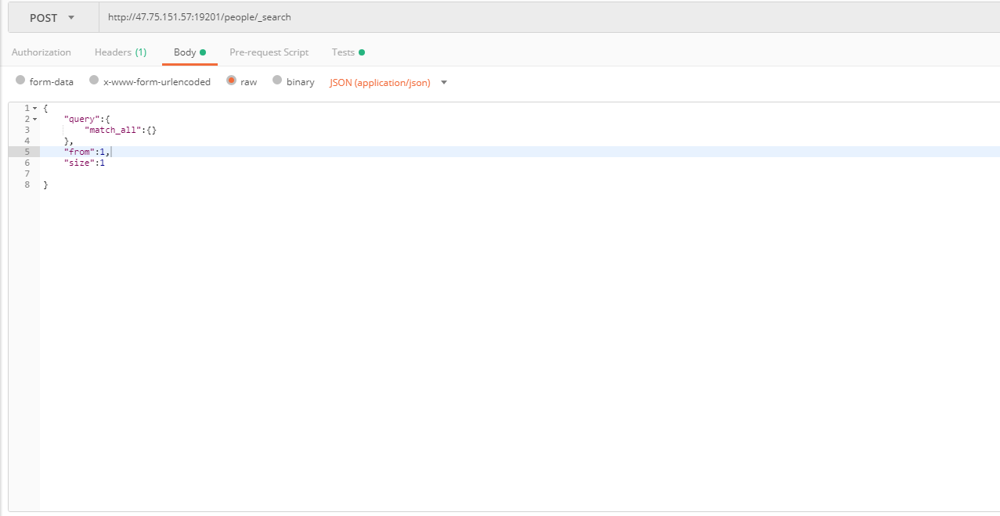 POST http://47.75.151.57:19201/people/_search
Authorization Headers (1) Body Pre-request Script Tests
form-data x-www-form-urlencoded raw binary JSON (application/json)
1 {
2 "query":{
3 "match_all":{}
4 },
5 "from":1,
6 "size":1
7
8 }